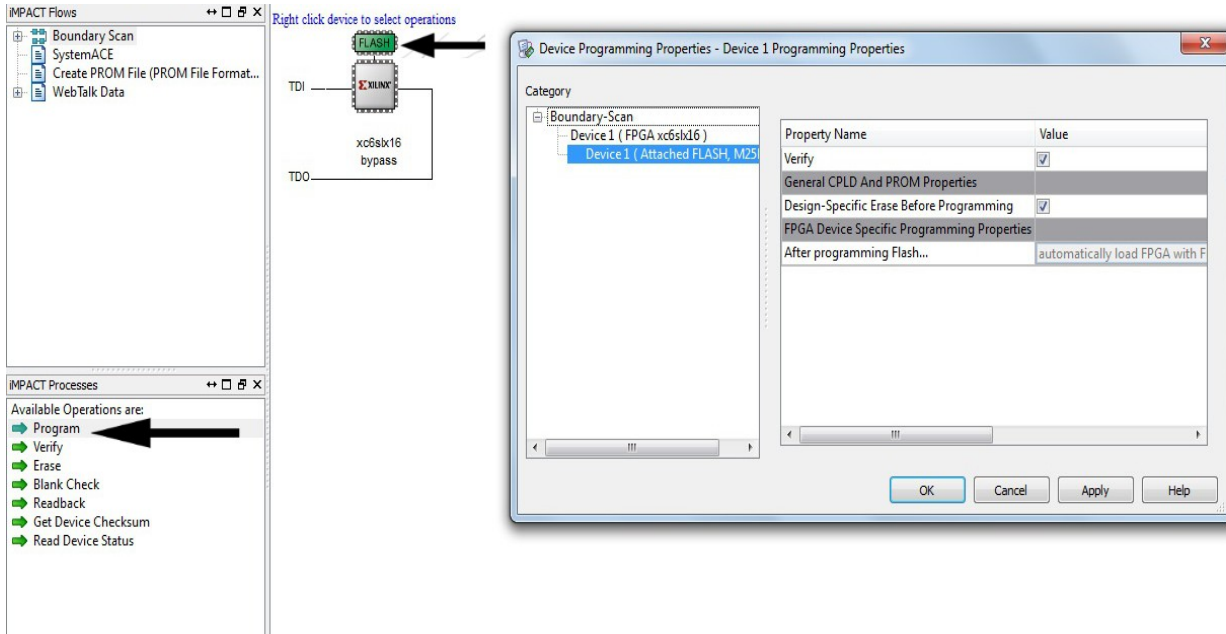 iMPACT Flows
Boundary Scan
SystemACE
Create PROM File (PROM File Format...
WebTalk Data
iMPACT Processes
Available Operations are:
Program
Verify
Erase
Blank Check
Readback
Get Device Checksum
Read Device Status
Right click device to select operations
FLASH
TDI
XILINX
xc6slx16
bypass
TDO
Device Programming Properties - Device 1 Programming Properties
Category
Boundary-Scan
Device 1 ( FPGA xc6slx16 )
Device 1 ( Attached FLASH, M25
Property Name Value
Verify
General CPLD And PROM Properties
Design-Specific Erase Before Programming
FPGA Device Specific Programming Properties
After programming Flash... automatically load FPGA with F
OK Cancel Apply Help